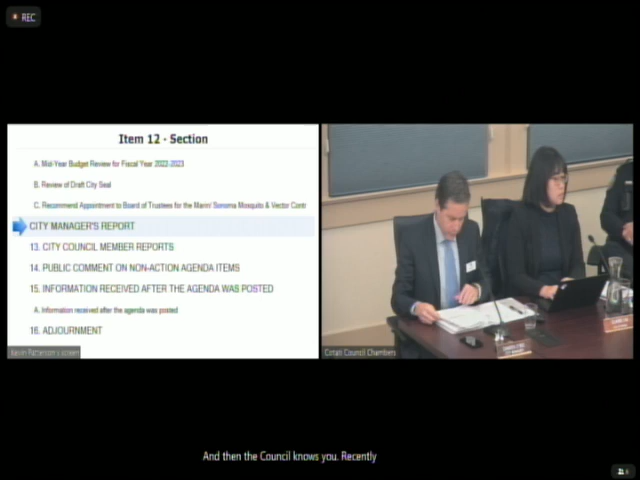 REC
Item 12 - Section
A. Mid-Year Budget Review for Fiscal Year 2022-2023
B. Review of Draft City Seal
C. Recommend Appointment to Board of Trustees for the Marin/ Sonoma Mosquito & Vector Contr
CITY MANAGER'S REPORT
13. CITY COUNCIL MEMBER REPORTS
14. PUBLIC COMMENT ON NON-ACTION AGENDA ITEMS
15. INFORMATION RECEIVED AFTER THE AGENDA WAS POSTED
A. Information received after the agenda was posted
16. ADJOURNMENT
Kevin Patterson's screen
Cotati Council Chambers
And then the Council knows you. Recently